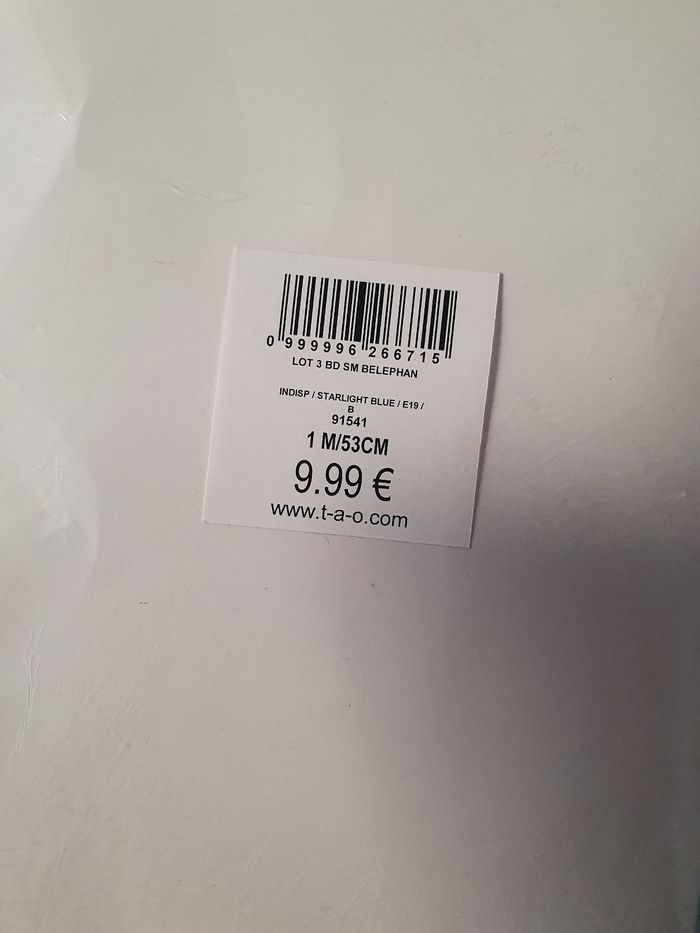 0 999996 266715
LOT 3 BD SM BELEPHAN
INDISP / STARLIGHT BLUE / E19 /
B
91541
1 M/53CM
9.99 €
www.t-a-o.com